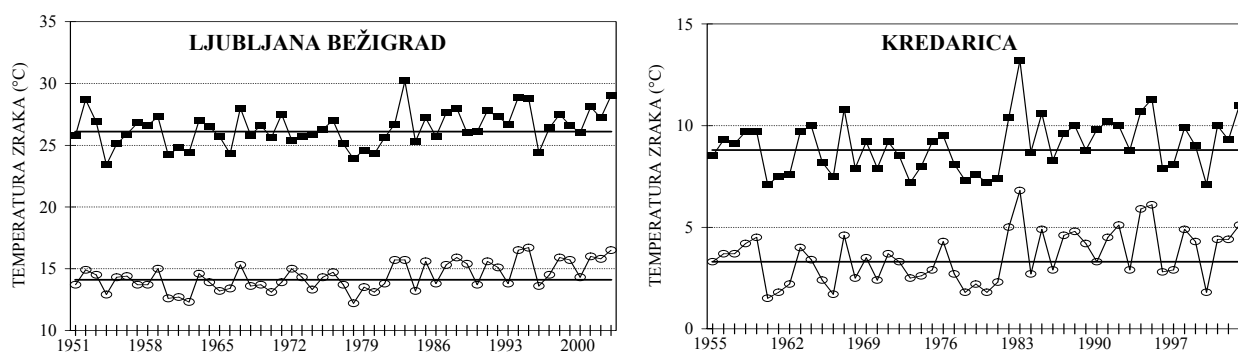 LJUBLJANA BEŽIGRAD
TEMPERATURA ZRAKA (°C)
35
30
25
20
15
10
1951 1958 1965 1972 1979 1986 1993 2000
KREDARICA
TEMPERATURA ZRAKA (°C)
15
10
5
0
1955 1962 1969 1976 1983 1990 1997